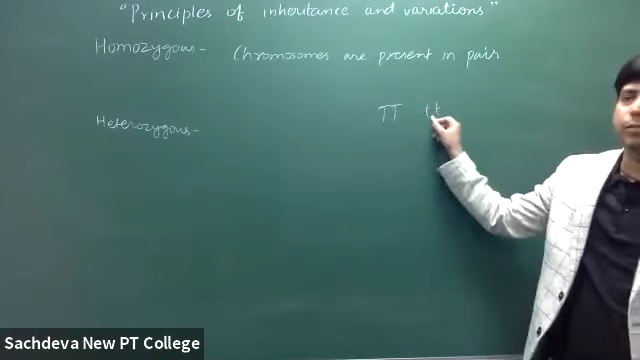 "Principles of inheritance and variations"
Homozygous - Chromosomes are present in pair
TT tt
Heterozygous -
Sachdeva New PT College